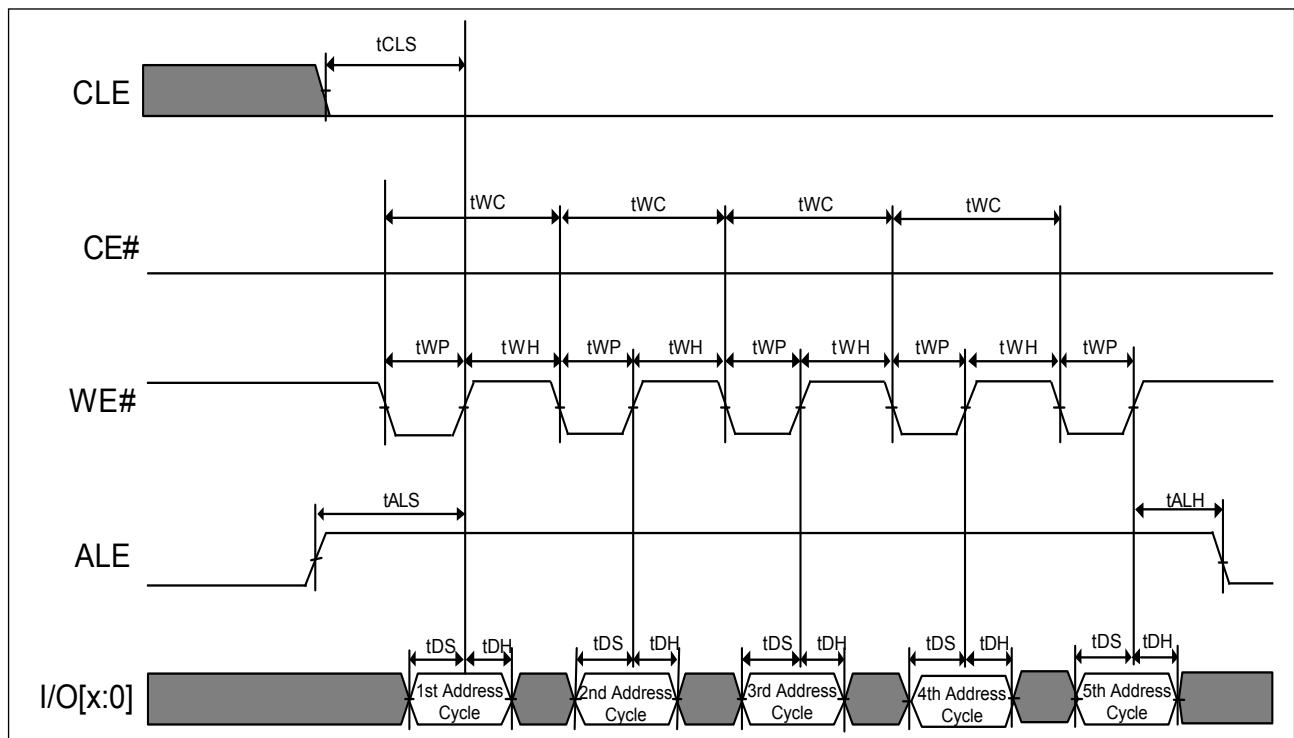 tCLS
CLE
tWC tWC tWC tWC
CE#
tWP tWH tWP tWH tWP tWH tWP tWH tWP
WE#
tALS tALH
ALE
tDS tDH tDS tDH tDS tDH tDS tDH tDS tDH
I/O[x:0]
1st Address
Cycle
2nd Address
Cycle
3rd Address
Cycle
4th Address
Cycle
5th Address
Cycle